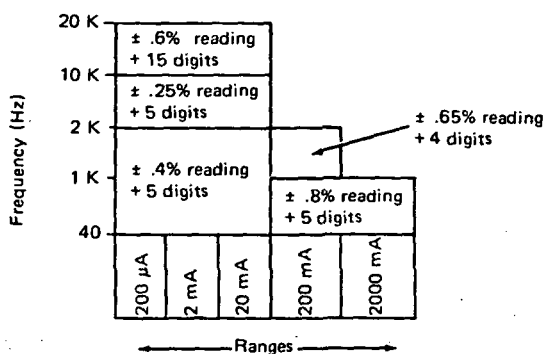 20 K
± .6% reading
+ 15 digits
10 K
± .25% reading
+ 5 digits
2 K
± .65% reading
+ 4 digits
± .4% reading
+ 5 digits
1 K
± .8% reading
+ 5 digits
40
Frequency (Hz)
200 µA
2 mA
20 mA
200 mA
2000 mA
Ranges